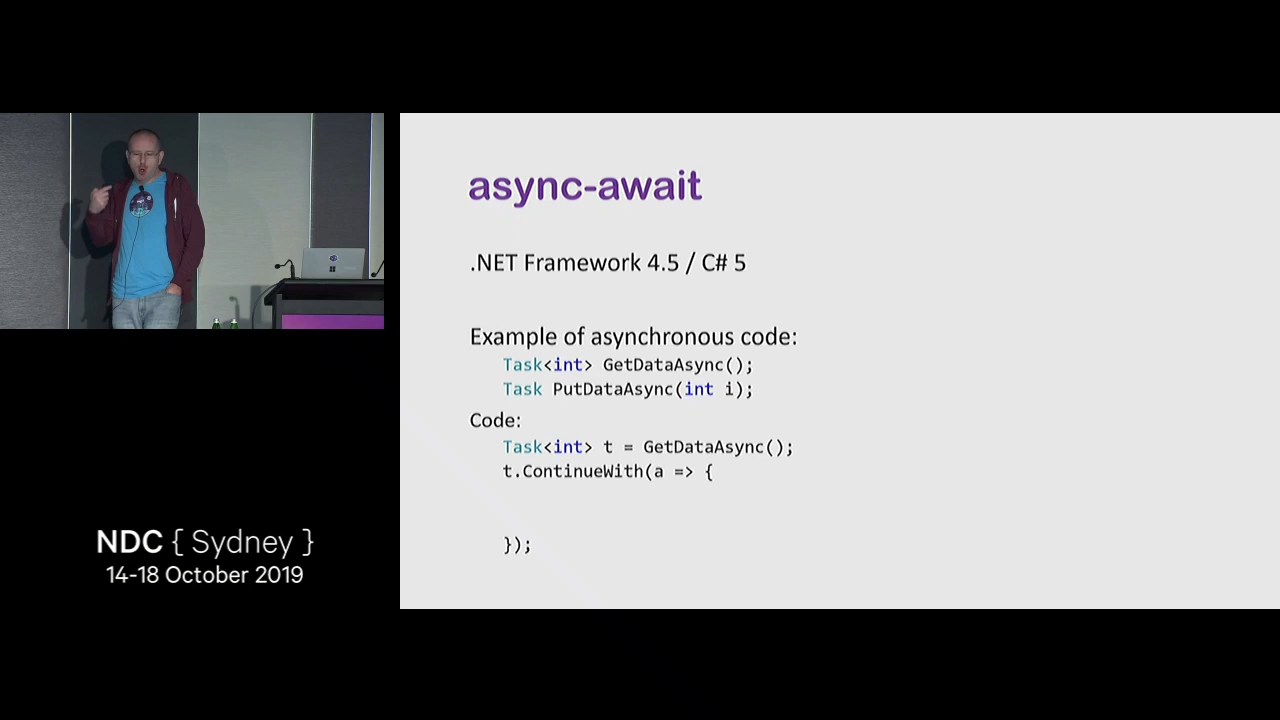 async-await
.NET Framework 4.5 / C# 5
Example of asynchronous code:
Task<int> GetDataAsync();
Task PutDataAsync(int i);
Code:
Task<int> t = GetDataAsync();
t.ContinueWith(a => {
});
NDC { Sydney }
14-18 October 2019